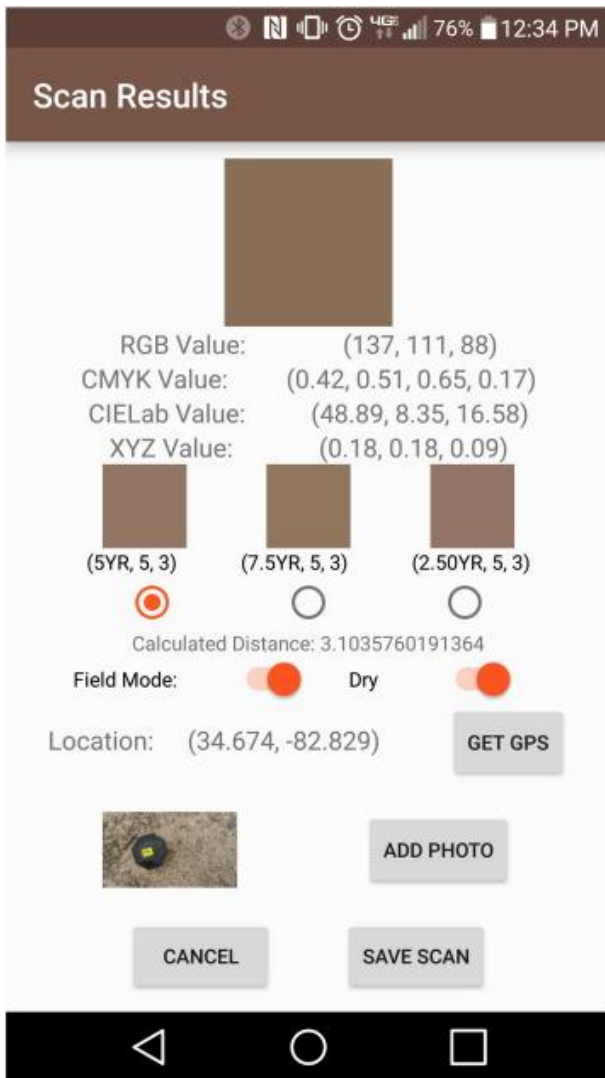 4GE 76% 12:34 PM
Scan Results
RGB Value: (137, 111, 88)
CMYK Value: (0.42, 0.51, 0.65, 0.17)
CIELab Value: (48.89, 8.35, 16.58)
XYZ Value: (0.18, 0.18, 0.09)
(5YR, 5, 3) (7.5YR, 5, 3) (2.50YR, 5, 3)
Calculated Distance: 3.1035760191364
Field Mode: Dry
Location: (34.674, -82.829) GET GPS
ADD PHOTO
CANCEL SAVE SCAN